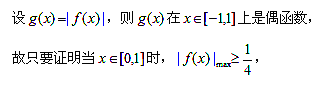 设 g(x)=| f(x)|，则 g(x) 在 x∈[-1,1] 上是偶函数，
故只要证明当 x∈[0,1] 时，| f(x)|max≥1/4，